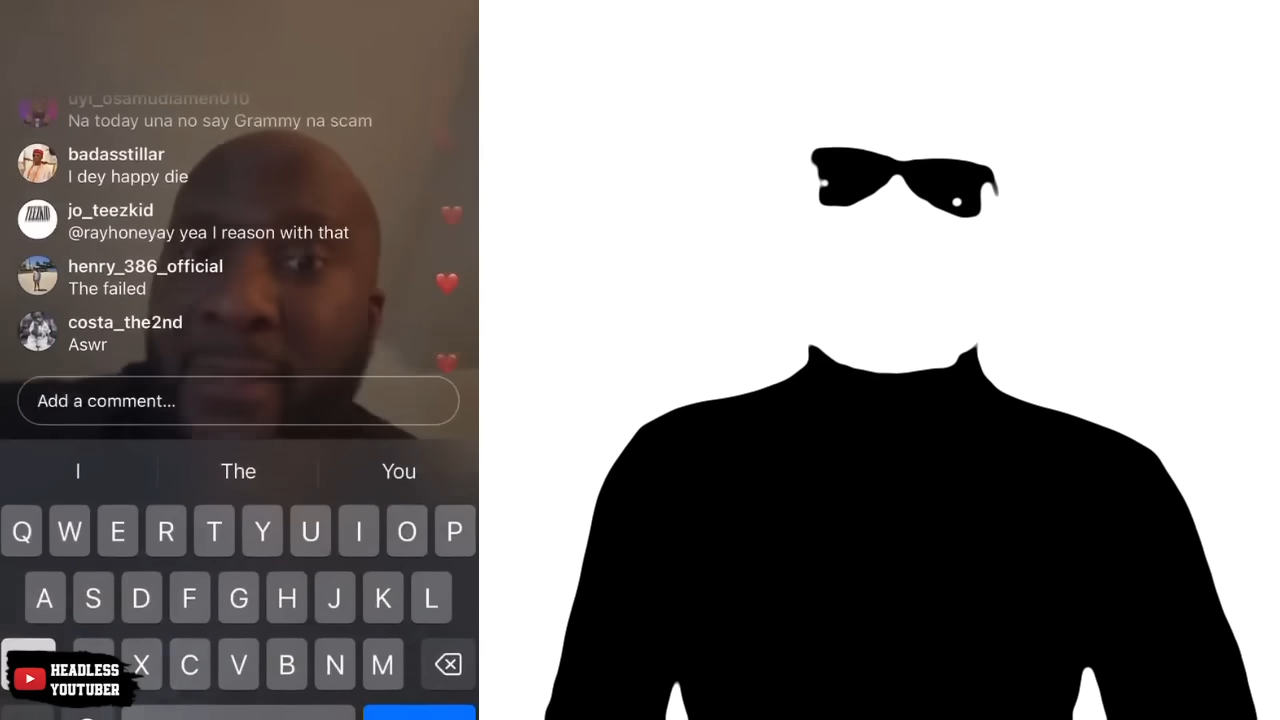 uyi_osamudiamen010
Na today una no say Grammy na scam
badasstillar
I dey happy die
jo_teezkid
@rayhoneyay yea I reason with that
henry_386_official
The failed
costa_the2nd
Aswr
Add a comment...
I The You
Q W E R T Y U I O P
A S D F G H J K L
X C V B N M
HEADLESS
YOUTUBER